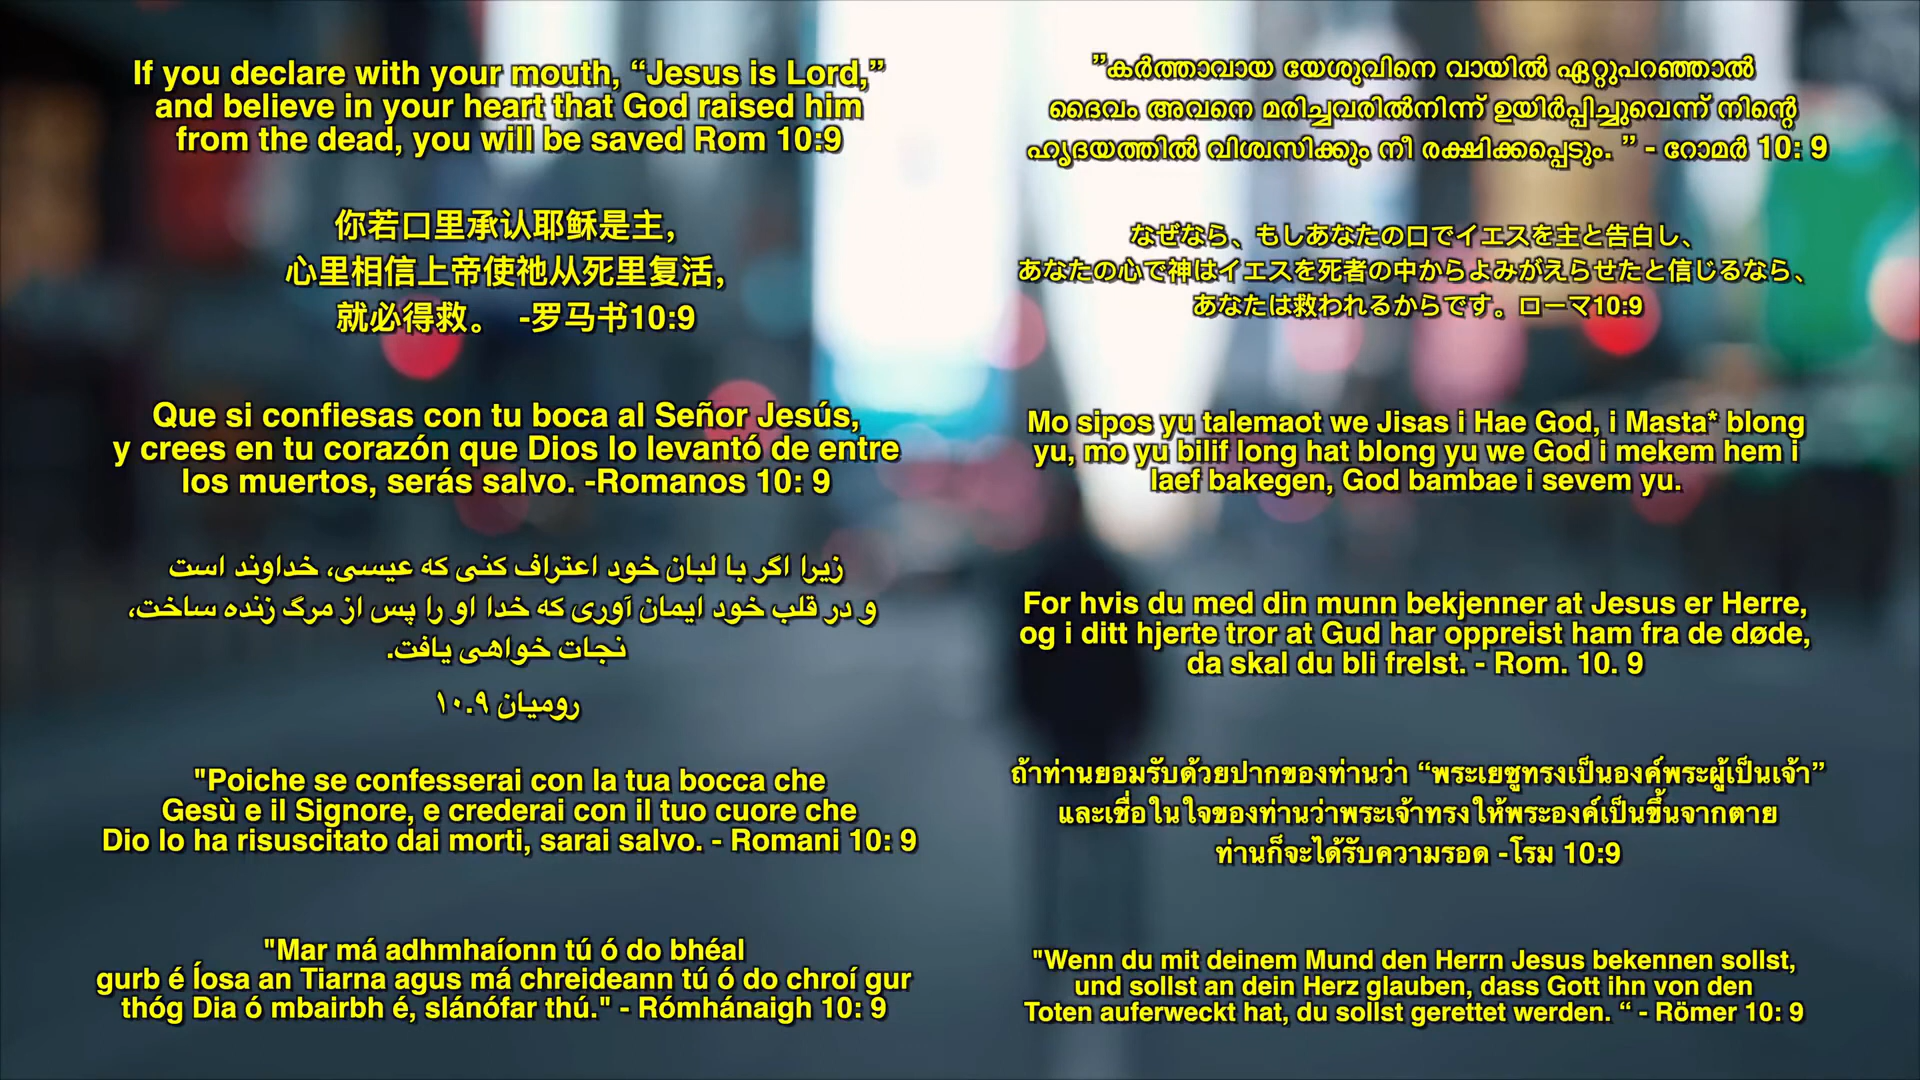 If you declare with your mouth, “Jesus is Lord,”
and believe in your heart that God raised him
from the dead, you will be saved Rom 10:9
你若口里承认耶稣是主，
心里相信上帝使祂从死里复活，
就必得救。 -罗马书10:9
Que si confiesas con tu boca al Señor Jesús,
y crees en tu corazón que Dios lo levantó de entre
los muertos, serás salvo. -Romanos 10: 9
زیرا اگر با لبان خود اعتراف کنی که عیسی، خداوند است
و در قلب خود ایمان آوری که خدا او را پس از مرگ زنده ساخت،
نجات خواهی یافت.
رومیان ۱۰.۹
"Poiche se confesserai con la tua bocca che
Gesù e il Signore, e crederai con il tuo cuore che
Dio lo ha risuscitato dai morti, sarai salvo. - Romani 10: 9
"Mar má adhmhaíonn tú ó do bhéal
gurb é Íosa an Tiarna agus má chreideann tú ó do chroí gur
thóg Dia ó mbairbh é, slánófar thú." - Rómhánaigh 10: 9
”കർത്താവായ യേശുവിനെ വായിൽ ഏറ്റുപറഞ്ഞാൽ
ദൈവം അവനെ മരിച്ചവരിൽനിന്ന് ഉയിർപ്പിച്ചുവെന്ന് നിന്റെ
ഹൃദയത്തിൽ വിശ്വസിക്കും നീ രക്ഷിക്കപ്പെടും. ” - റോമർ 10: 9
なぜなら、もしあなたの口でイエスを主と告白し、
あなたの心で神はイエスを死者の中からよみがえらせたと信じるなら、
あなたは救われるからです。ローマ10:9
Mo sipos yu talemaot we Jisas i Hae God, i Masta* blong
yu, mo yu bilif long hat blong yu we God i mekem hem i
laef bakegen, God bambae i sevem yu.
For hvis du med din munn bekjenner at Jesus er Herre,
og i ditt hjerte tror at Gud har oppreist ham fra de døde,
da skal du bli frelst. - Rom. 10. 9
ถ้าท่านยอมรับด้วยปากของท่านว่า “พระเยซูทรงเป็นองค์พระผู้เป็นเจ้า”
และเชื่อในใจของท่านว่าพระเจ้าทรงให้พระองค์เป็นขึ้นจากตาย
ท่านก็จะได้รับความรอด -โรม 10:9
"Wenn du mit deinem Mund den Herrn Jesus bekennen sollst,
und sollst an dein Herz glauben, dass Gott ihn von den
Toten auferweckt hat, du sollst gerettet werden. “ - Römer 10: 9